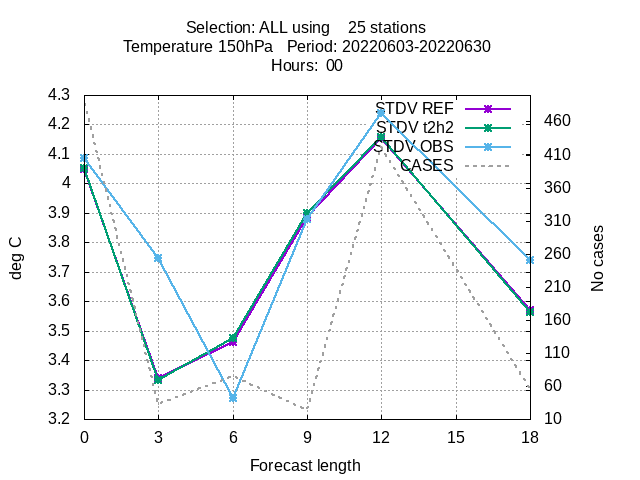 Selection: ALL using    25 stations
Temperature 150hPa   Period: 20220603-20220630
Hours:  00
STDV REF
STDV t2h2
STDV OBS
CASES
4.3
4.2
4.1
4
3.9
3.8
3.7
3.6
3.5
3.4
3.3
3.2
deg C
460
410
360
310
260
210
160
110
60
10
No cases
0 3 6 9 12 15 18
Forecast length